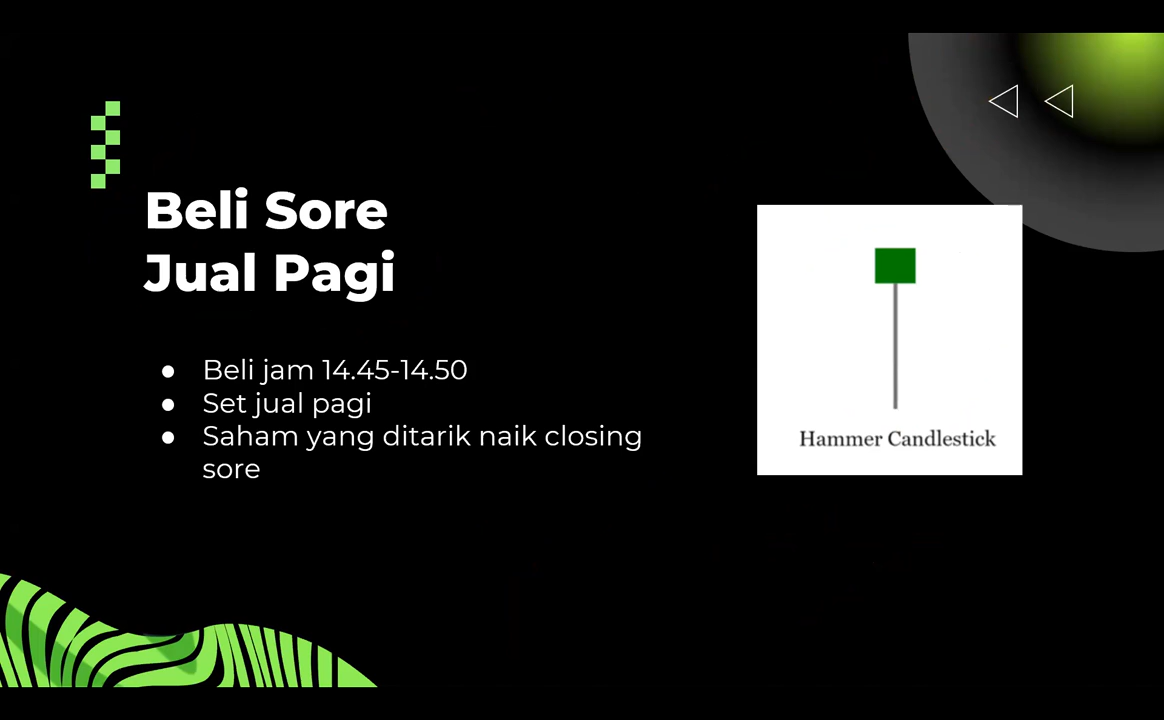 Beli Sore
Jual Pagi
● Beli jam 14.45-14.50
● Set jual pagi
● Saham yang ditarik naik closing
sore
Hammer Candlestick